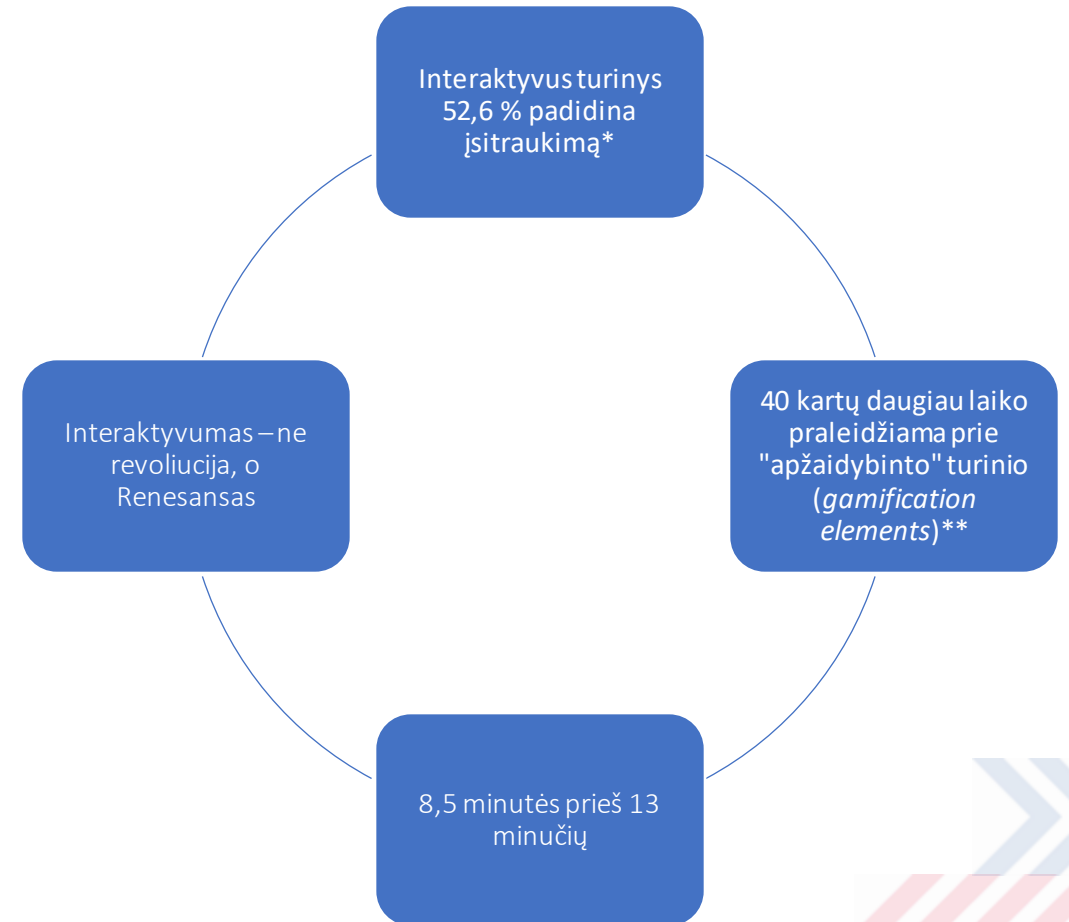 Interaktyvus turinys
52,6 % padidina
įsitraukimą*
40 kartų daugiau laiko
praleidžiama prie
"apžaidybinto" turinio
(gamification
elements)**
8,5 minutės prieš 13
minučių
Interaktyvumas – ne
revoliucija, o
Renesansas